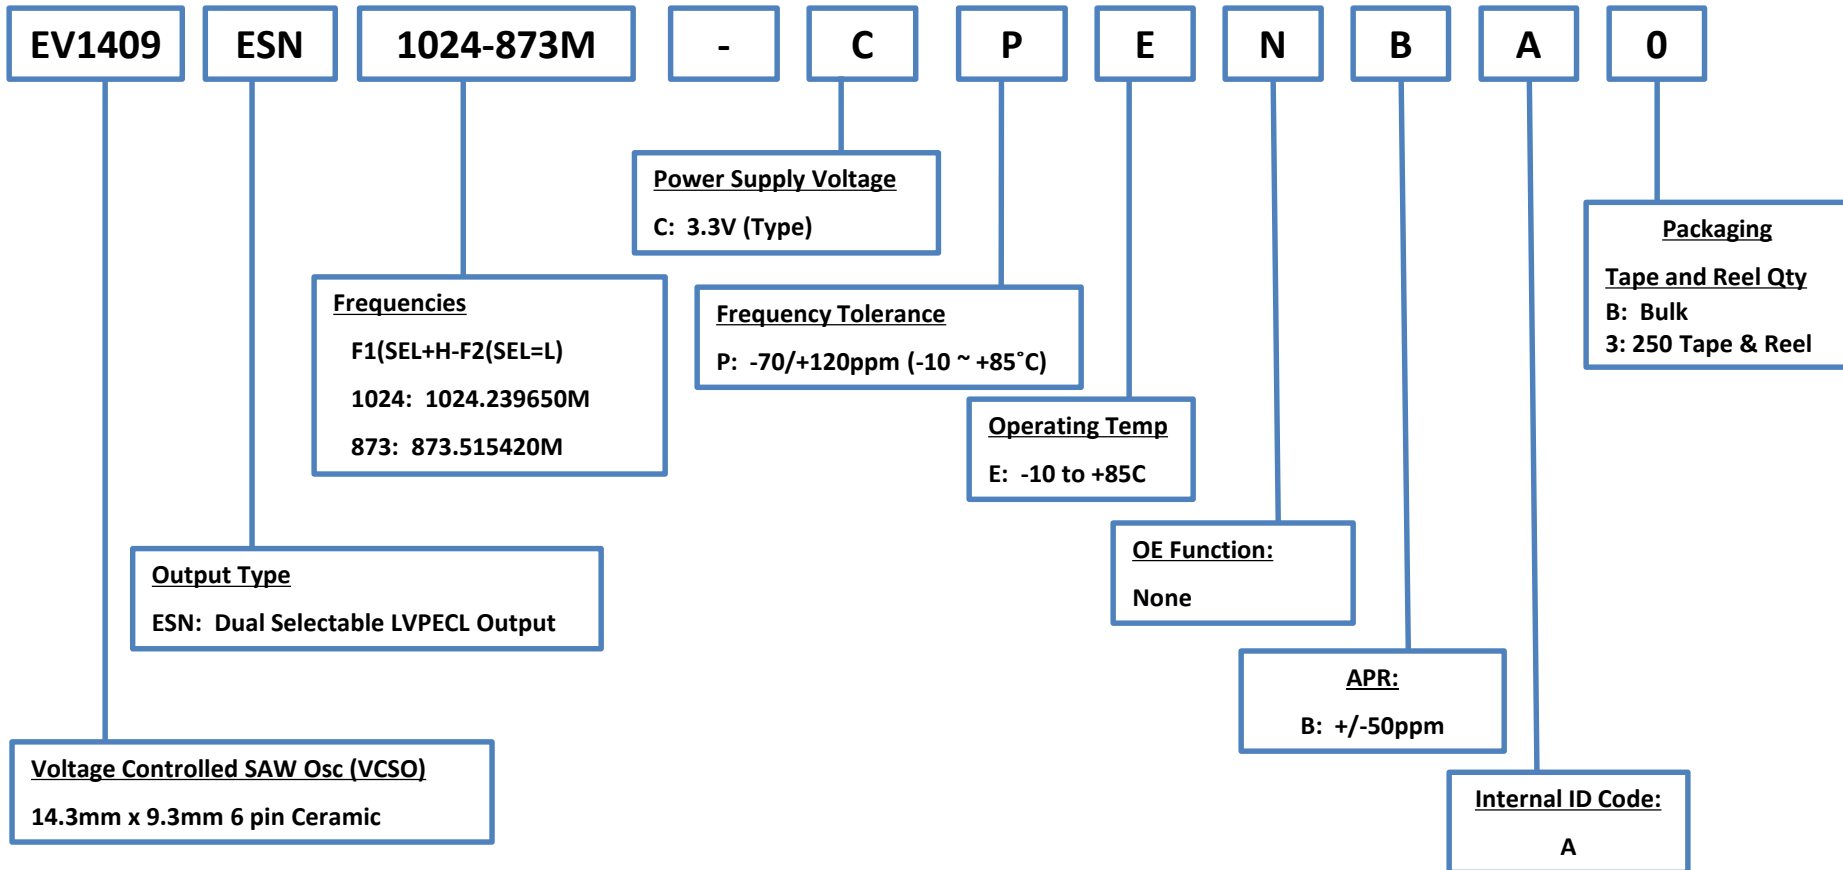 EV1409 ESN 1024-873M - C P E N B A 0
Power Supply Voltage
C: 3.3V (Type)
Packaging
Tape and Reel Qty
B: Bulk
3: 250 Tape & Reel
Frequencies
F1(SEL+H-F2(SEL=L)
1024: 1024.239650M
873: 873.515420M
Frequency Tolerance
P: -70/+120ppm (-10 ~ +85˚C)
Operating Temp
E: -10 to +85C
OE Function:
None
Output Type
ESN: Dual Selectable LVPECL Output
APR:
B: +/-50ppm
Voltage Controlled SAW Osc (VCSO)
14.3mm x 9.3mm 6 pin Ceramic
Internal ID Code:
A